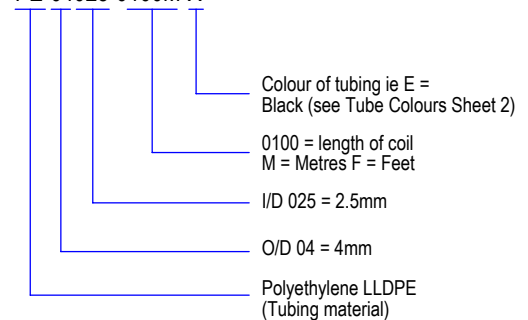 Colour of tubing ie E =
Black (see Tube Colours Sheet 2)
0100 = length of coil
M = Metres F = Feet
I/D 025 = 2.5mm
O/D 04 = 4mm
Polyethylene LLDPE
(Tubing material)